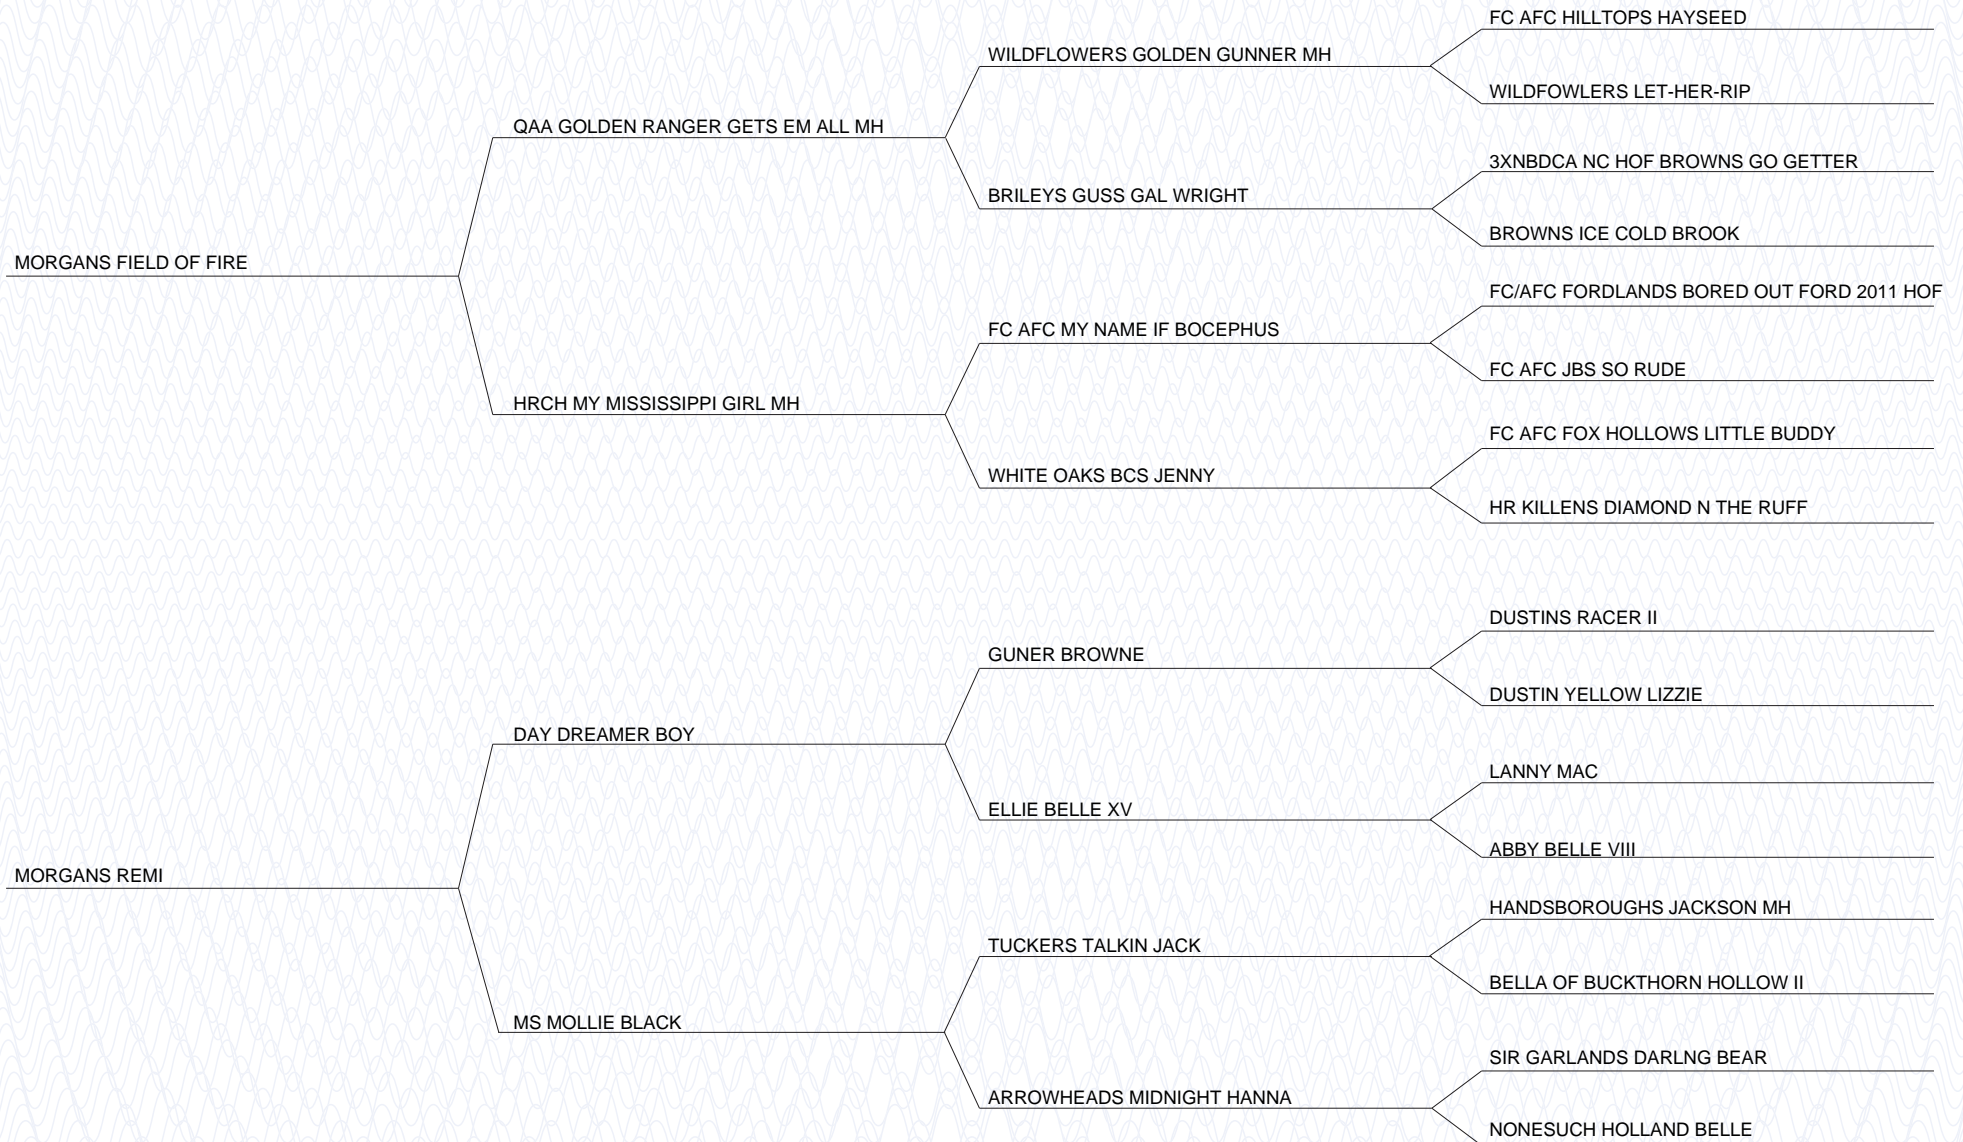 FC AFC HILLTOPS HAYSEED
WILDFLOWERS GOLDEN GUNNER MH
WILDFOWLERS LET-HER-RIP
QAA GOLDEN RANGER GETS EM ALL MH
3XNBDCA NC HOF BROWNS GO GETTER
BRILEYS GUSS GAL WRIGHT
BROWNS ICE COLD BROOK
MORGANS FIELD OF FIRE
FC/AFC FORDLANDS BORED OUT FORD 2011 HOF
FC AFC MY NAME IF BOCEPHUS
FC AFC JBS SO RUDE
HRCH MY MISSISSIPPI GIRL MH
FC AFC FOX HOLLOWS LITTLE BUDDY
WHITE OAKS BCS JENNY
HR KILLENS DIAMOND N THE RUFF
DUSTINS RACER II
GUNER BROWNE
DUSTIN YELLOW LIZZIE
DAY DREAMER BOY
LANNY MAC
ELLIE BELLE XV
ABBY BELLE VIII
MORGANS REMI
HANDSBOROUGHS JACKSON MH
TUCKERS TALKIN JACK
BELLA OF BUCKTHORN HOLLOW II
MS MOLLIE BLACK
SIR GARLANDS DARLNG BEAR
ARROWHEADS MIDNIGHT HANNA
NONESUCH HOLLAND BELLE